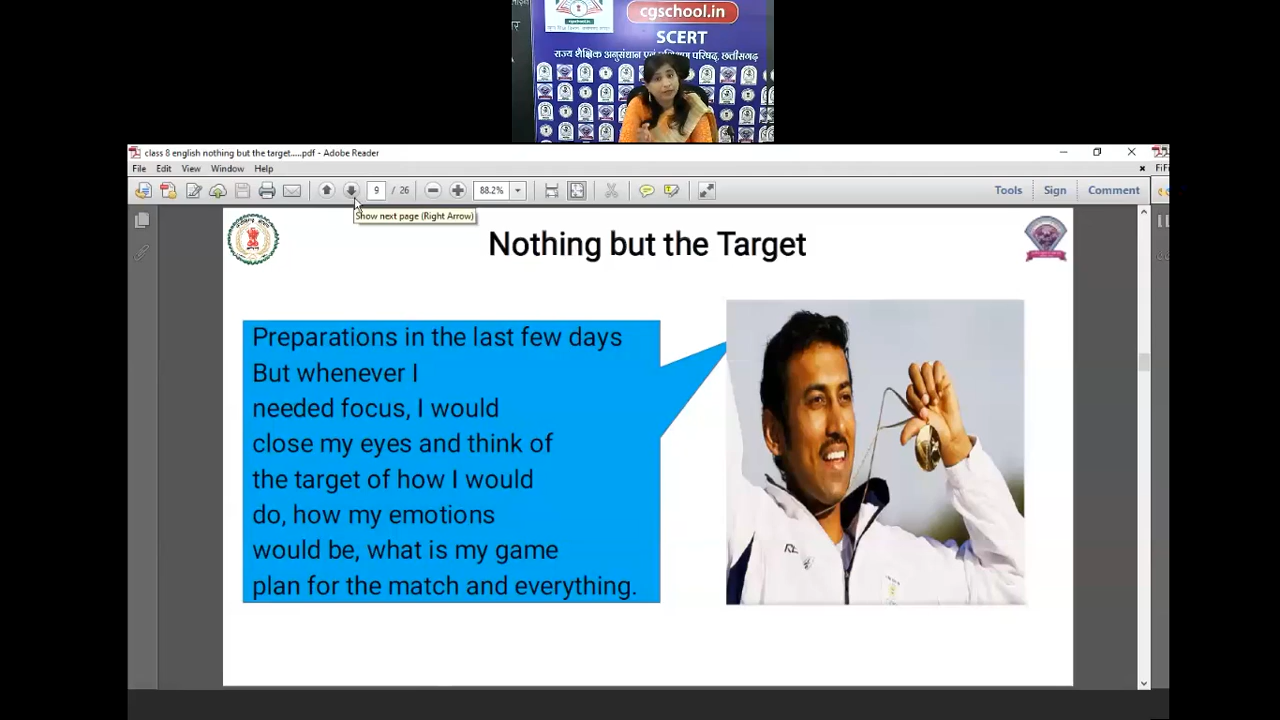 cgschool.in
SCERT
राज्य शैक्षिक अनुसंधान एवं प्रशिक्षण परिषद्, छत्तीसगढ़
class 8 english nothing but the target.....pdf - Adobe Reader
File Edit View Window Help
9 / 26 88.2% Tools Sign Comment
Show next page (Right Arrow)
Nothing but the Target
Preparations in the last few days
But whenever I
needed focus, I would
close my eyes and think of
the target of how I would
do, how my emotions
would be, what is my game
plan for the match and everything.